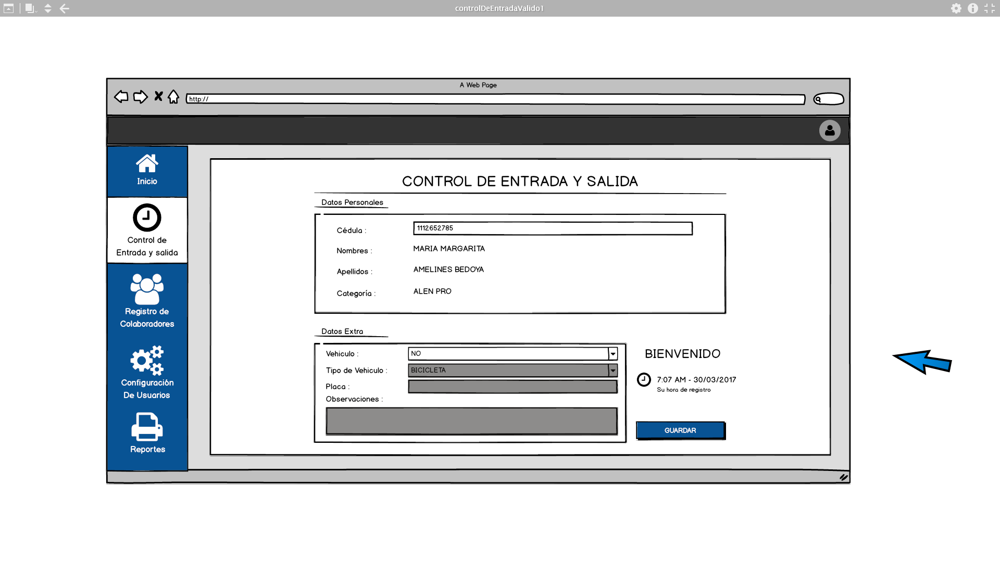 controlDeEntradaValido1
A Web Page
http://
Inicio
Control de
Entrada y salida
Registro de
Colaboradores
Configuración
De Usuarios
Reportes
CONTROL DE ENTRADA Y SALIDA
Datos Personales
Cédula : 1112652785
Nombres : MARIA MARGARITA
Apellidos : AMELINES BEDOYA
Categoría : ALEN PRO
Datos Extra
Vehiculo : NO
Tipo de Vehiculo : BICICLETA
Placa :
Observaciones :
BIENVENIDO
7:07 AM - 30/03/2017
Su hora de registro
GUARDAR